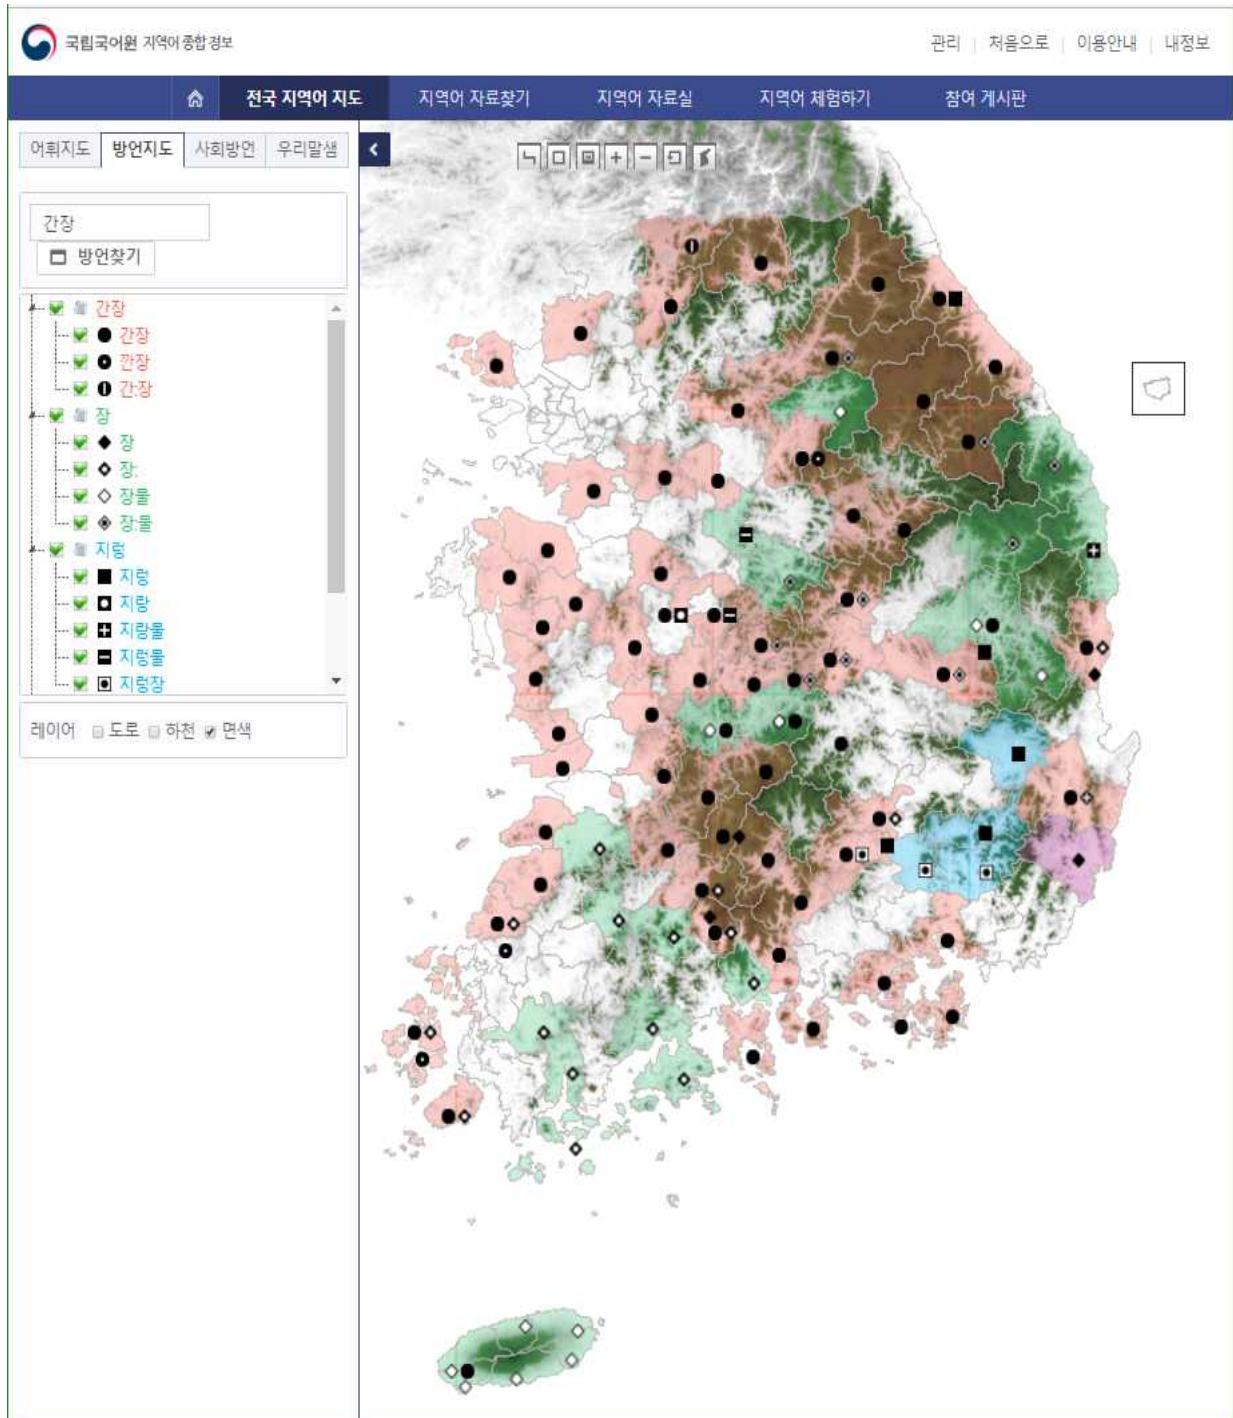 국립국어원 지역어 종합 정보
관리 | 처음으로 | 이용안내 | 내정보
전국 지역어 지도 지역어 자료찾기 지역어 자료실 지역어 체험하기 참여 게시판
어휘지도 방언지도 사회방언 우리말샘
간장
방언찾기
간장
간장
깐장
간:장
장
장
장:
장물
장:물
지렁
지렁
지랑
지랑물
지렁물
지렁장
레이어 도로 하천 면색